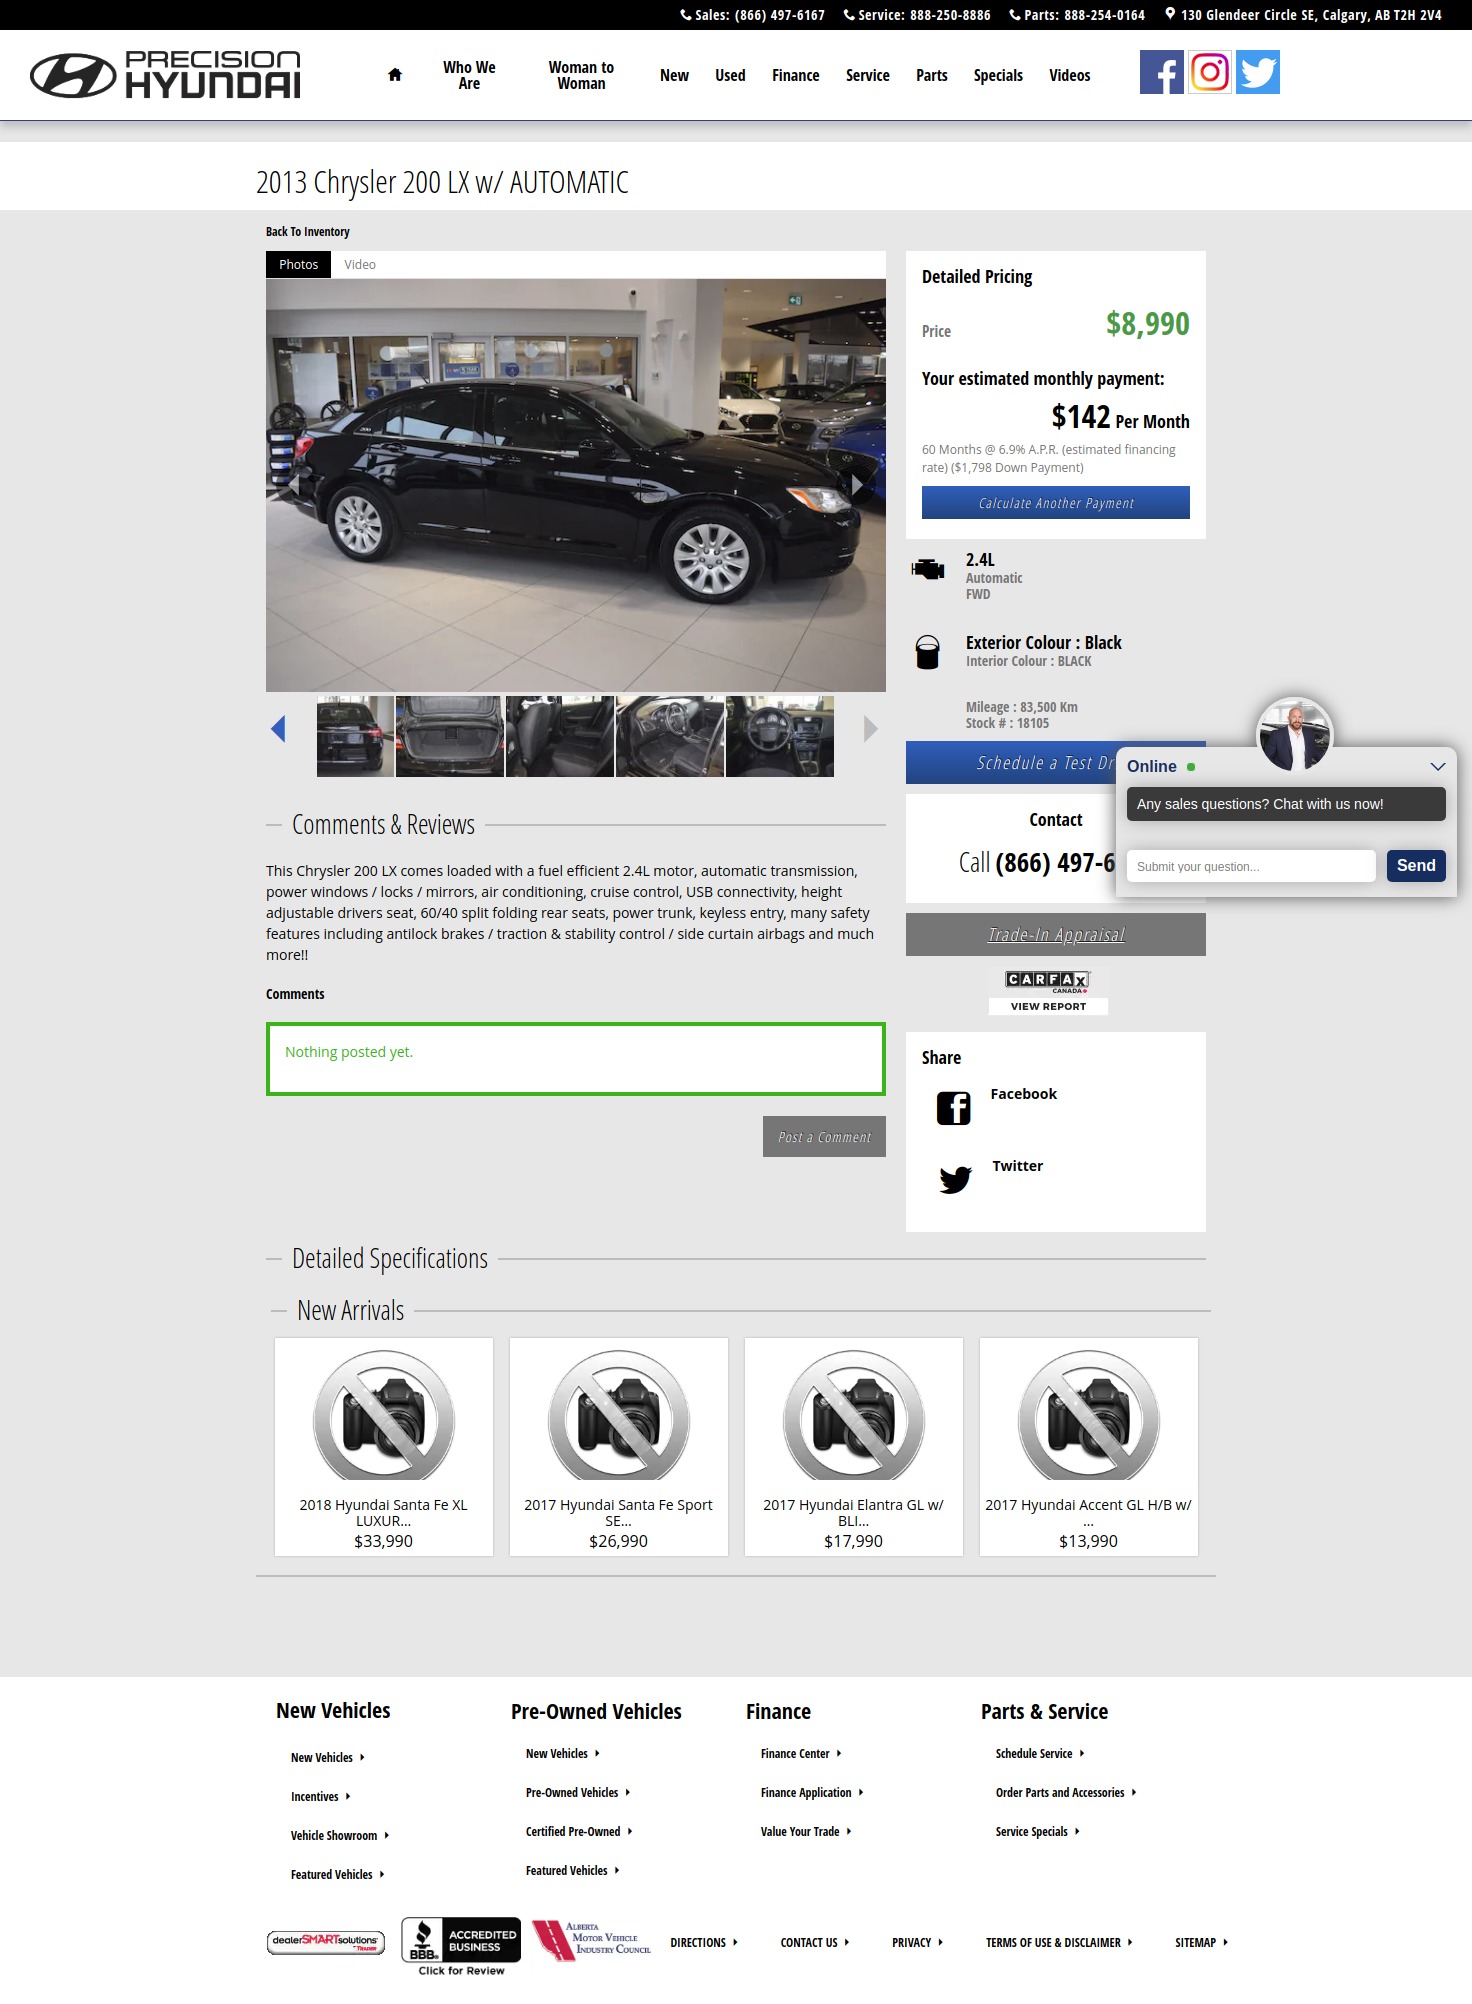 Sales: (866) 497-6167
Service: 888-250-8886
Parts: 888-254-0164
130 Glendeer Circle SE, Calgary, AB T2H 2V4
PRECISION
HYUNDAI
Who We
Are
Woman to
Woman
New
Used
Finance
Service
Parts
Specials
Videos
2013 Chrysler 200 LX w/ AUTOMATIC
Back To Inventory
Photos
Video
Detailed Pricing
Price
$8,990
Your estimated monthly payment:
$142 Per Month
60 Months @ 6.9% A.P.R. (estimated financing
rate) ($1,798 Down Payment)
Calculate Another Payment
2.4L
Automatic
FWD
Exterior Colour : Black
Interior Colour : BLACK
Mileage : 83,500 Km
Stock # : 18105
Schedule a Test Dr
Online
Any sales questions? Chat with us now!
Submit your question...
Send
Contact
Call (866) 497-6
Trade-In Appraisal
CARFAX
CANADA
VIEW REPORT
Comments & Reviews
This Chrysler 200 LX comes loaded with a fuel efficient 2.4L motor, automatic transmission,
power windows / locks / mirrors, air conditioning, cruise control, USB connectivity, height
adjustable drivers seat, 60/40 split folding rear seats, power trunk, keyless entry, many safety
features including antilock brakes / traction & stability control / side curtain airbags and much
more!!
Comments
Nothing posted yet.
Post a Comment
Share
Facebook
Twitter
Detailed Specifications
New Arrivals
2018 Hyundai Santa Fe XL
LUXUR...
$33,990
2017 Hyundai Santa Fe Sport
SE...
$26,990
2017 Hyundai Elantra GL w/
BLI...
$17,990
2017 Hyundai Accent GL H/B w/
...
$13,990
New Vehicles
New Vehicles
Incentives
Vehicle Showroom
Featured Vehicles
Pre-Owned Vehicles
New Vehicles
Pre-Owned Vehicles
Certified Pre-Owned
Featured Vehicles
Finance
Finance Center
Finance Application
Value Your Trade
Parts & Service
Schedule Service
Order Parts and Accessories
Service Specials
dealerSMARTsolutions
BY TRADER
BBB
ACCREDITED
BUSINESS
Click for Review
ALBERTA
MOTOR VEHICLE
INDUSTRY COUNCIL
DIRECTIONS
CONTACT US
PRIVACY
TERMS OF USE & DISCLAIMER
SITEMAP